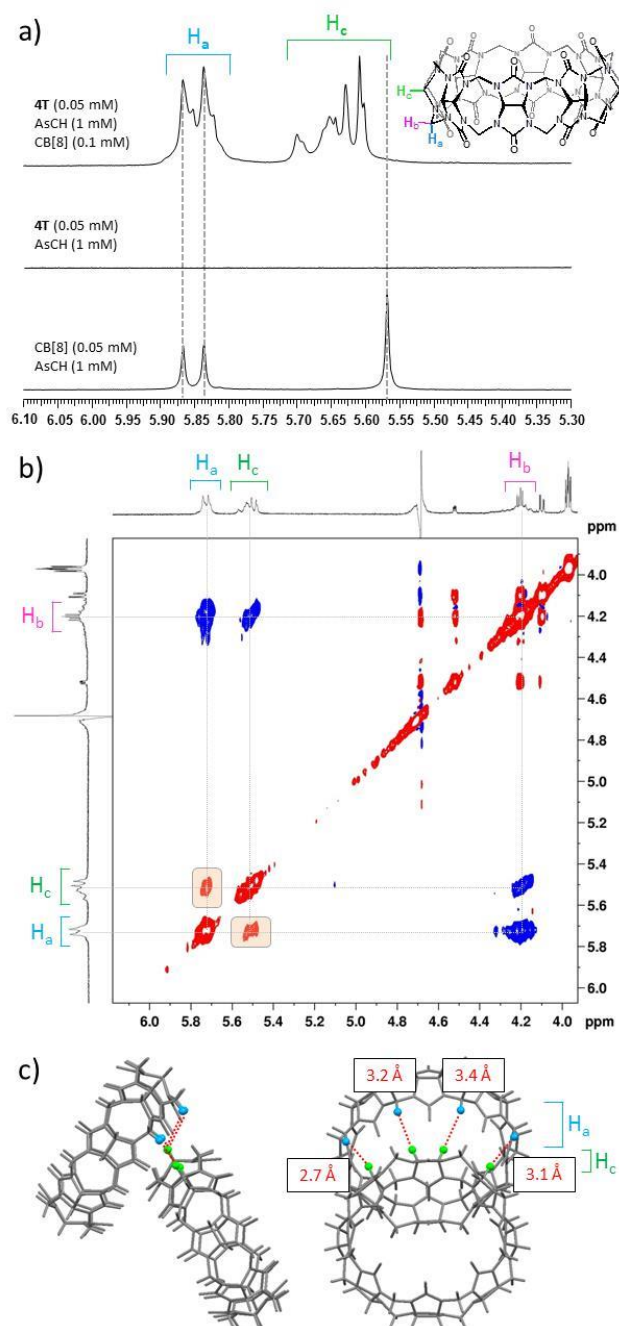 a)
Ha
Hc
4T (0.05 mM)
AsCH (1 mM)
CB[8] (0.1 mM)
Hc
Hb
Ha
O
O
O
O
O
N
N
N
N
N
N
N
N
4T (0.05 mM)
AsCH (1 mM)
CB[8] (0.05 mM)
AsCH (1 mM)
6.10 6.05 6.00 5.95 5.90 5.85 5.80 5.75 5.70 5.65 5.60 5.55 5.50 5.45 5.40 5.35 5.30
b)
Ha
Hc
Hb
ppm
Hb
4.0
4.2
4.4
4.6
4.8
5.0
5.2
5.4
Hc
5.6
Ha
5.8
6.0
6.0 5.8 5.6 5.4 5.2 5.0 4.8 4.6 4.4 4.2 4.0 ppm
c)
3.2 Å
3.4 Å
Ha
Hc
2.7 Å
3.1 Å